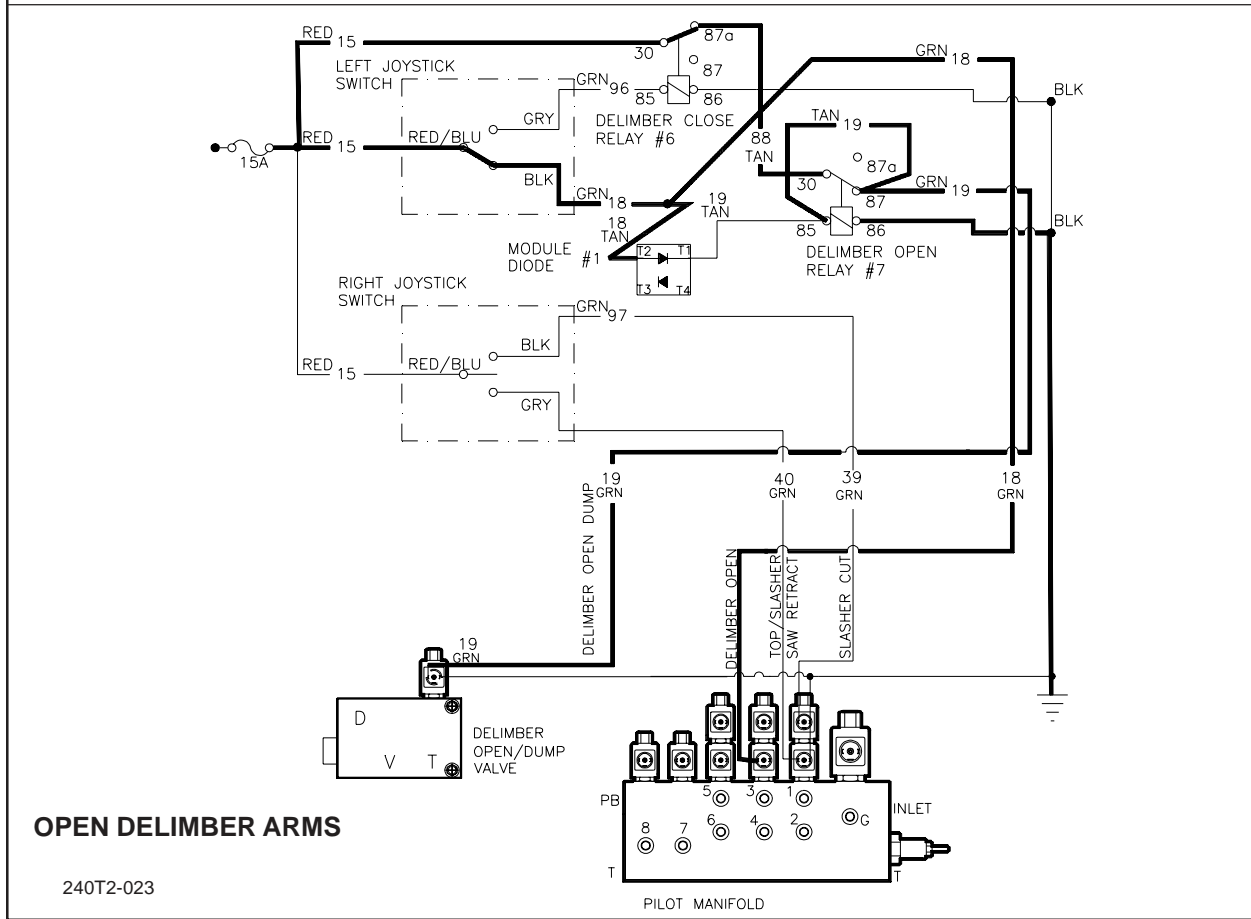 RED 15
30
87a
87
GRN 18
LEFT JOYSTICK
SWITCH
GRN 96
85
86
BLK
GRY
DELIMBER CLOSE
RELAY #6
88
TAN
TAN 19
87a
RED 15
RED/BLU
15A
BLK
30
GRN 19
87
GRN 18
18
TAN
19
TAN
85
86
BLK
MODULE
DIODE
#1
T2
T1
T3
T4
DELIMBER OPEN
RELAY #7
RIGHT JOYSTICK
SWITCH
GRN 97
BLK
RED 15
RED/BLU
GRY
19
GRN
40
GRN
39
GRN
18
GRN
DELIMBER OPEN DUMP
DELIMBER OPEN
TOP/SLASHER
SAW RETRACT
SLASHER CUT
19
GRN
D
V
T
DELIMBER
OPEN/DUMP
VALVE
PB
5
3
1
INLET
8
7
6
4
2
G
T
T
PILOT MANIFOLD
OPEN DELIMBER ARMS
240T2-023